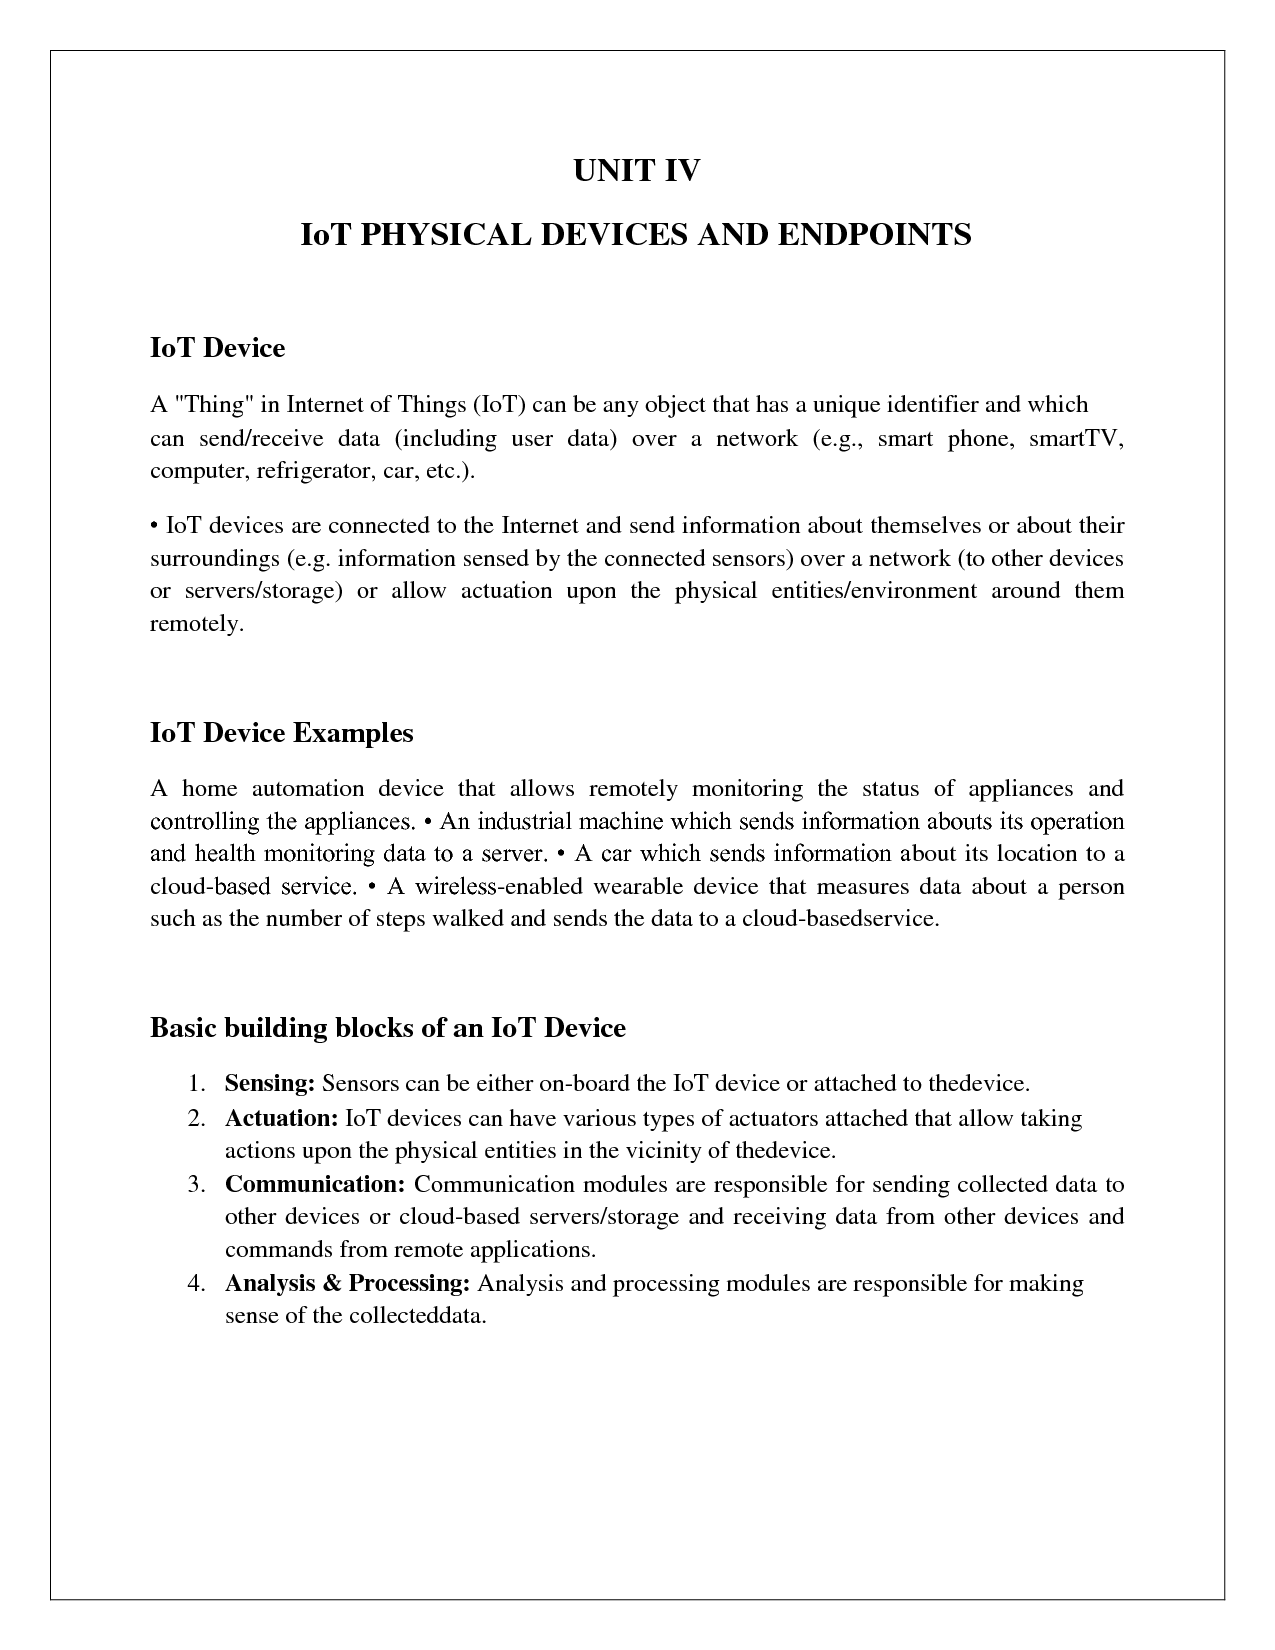 UNIT IV
IoT PHYSICAL DEVICES AND ENDPOINTS
IoT Device
A "Thing" in Internet of Things (IoT) can be any object that has a unique identifier and which
can send/receive data (including user data) over a network (e.g., smart phone, smartTV,
computer, refrigerator, car, etc.).
• IoT devices are connected to the Internet and send information about themselves or about their
surroundings (e.g. information sensed by the connected sensors) over a network (to other devices
or servers/storage) or allow actuation upon the physical entities/environment around them
remotely.
IoT Device Examples
A home automation device that allows remotely monitoring the status of appliances and
controlling the appliances. • An industrial machine which sends information abouts its operation
and health monitoring data to a server. • A car which sends information about its location to a
cloud-based service. • A wireless-enabled wearable device that measures data about a person
such as the number of steps walked and sends the data to a cloud-basedservice.
Basic building blocks of an IoT Device
1. Sensing: Sensors can be either on-board the IoT device or attached to thedevice.
2. Actuation: IoT devices can have various types of actuators attached that allow taking
actions upon the physical entities in the vicinity of thedevice.
3. Communication: Communication modules are responsible for sending collected data to
other devices or cloud-based servers/storage and receiving data from other devices and
commands from remote applications.
4. Analysis & Processing: Analysis and processing modules are responsible for making
sense of the collecteddata.